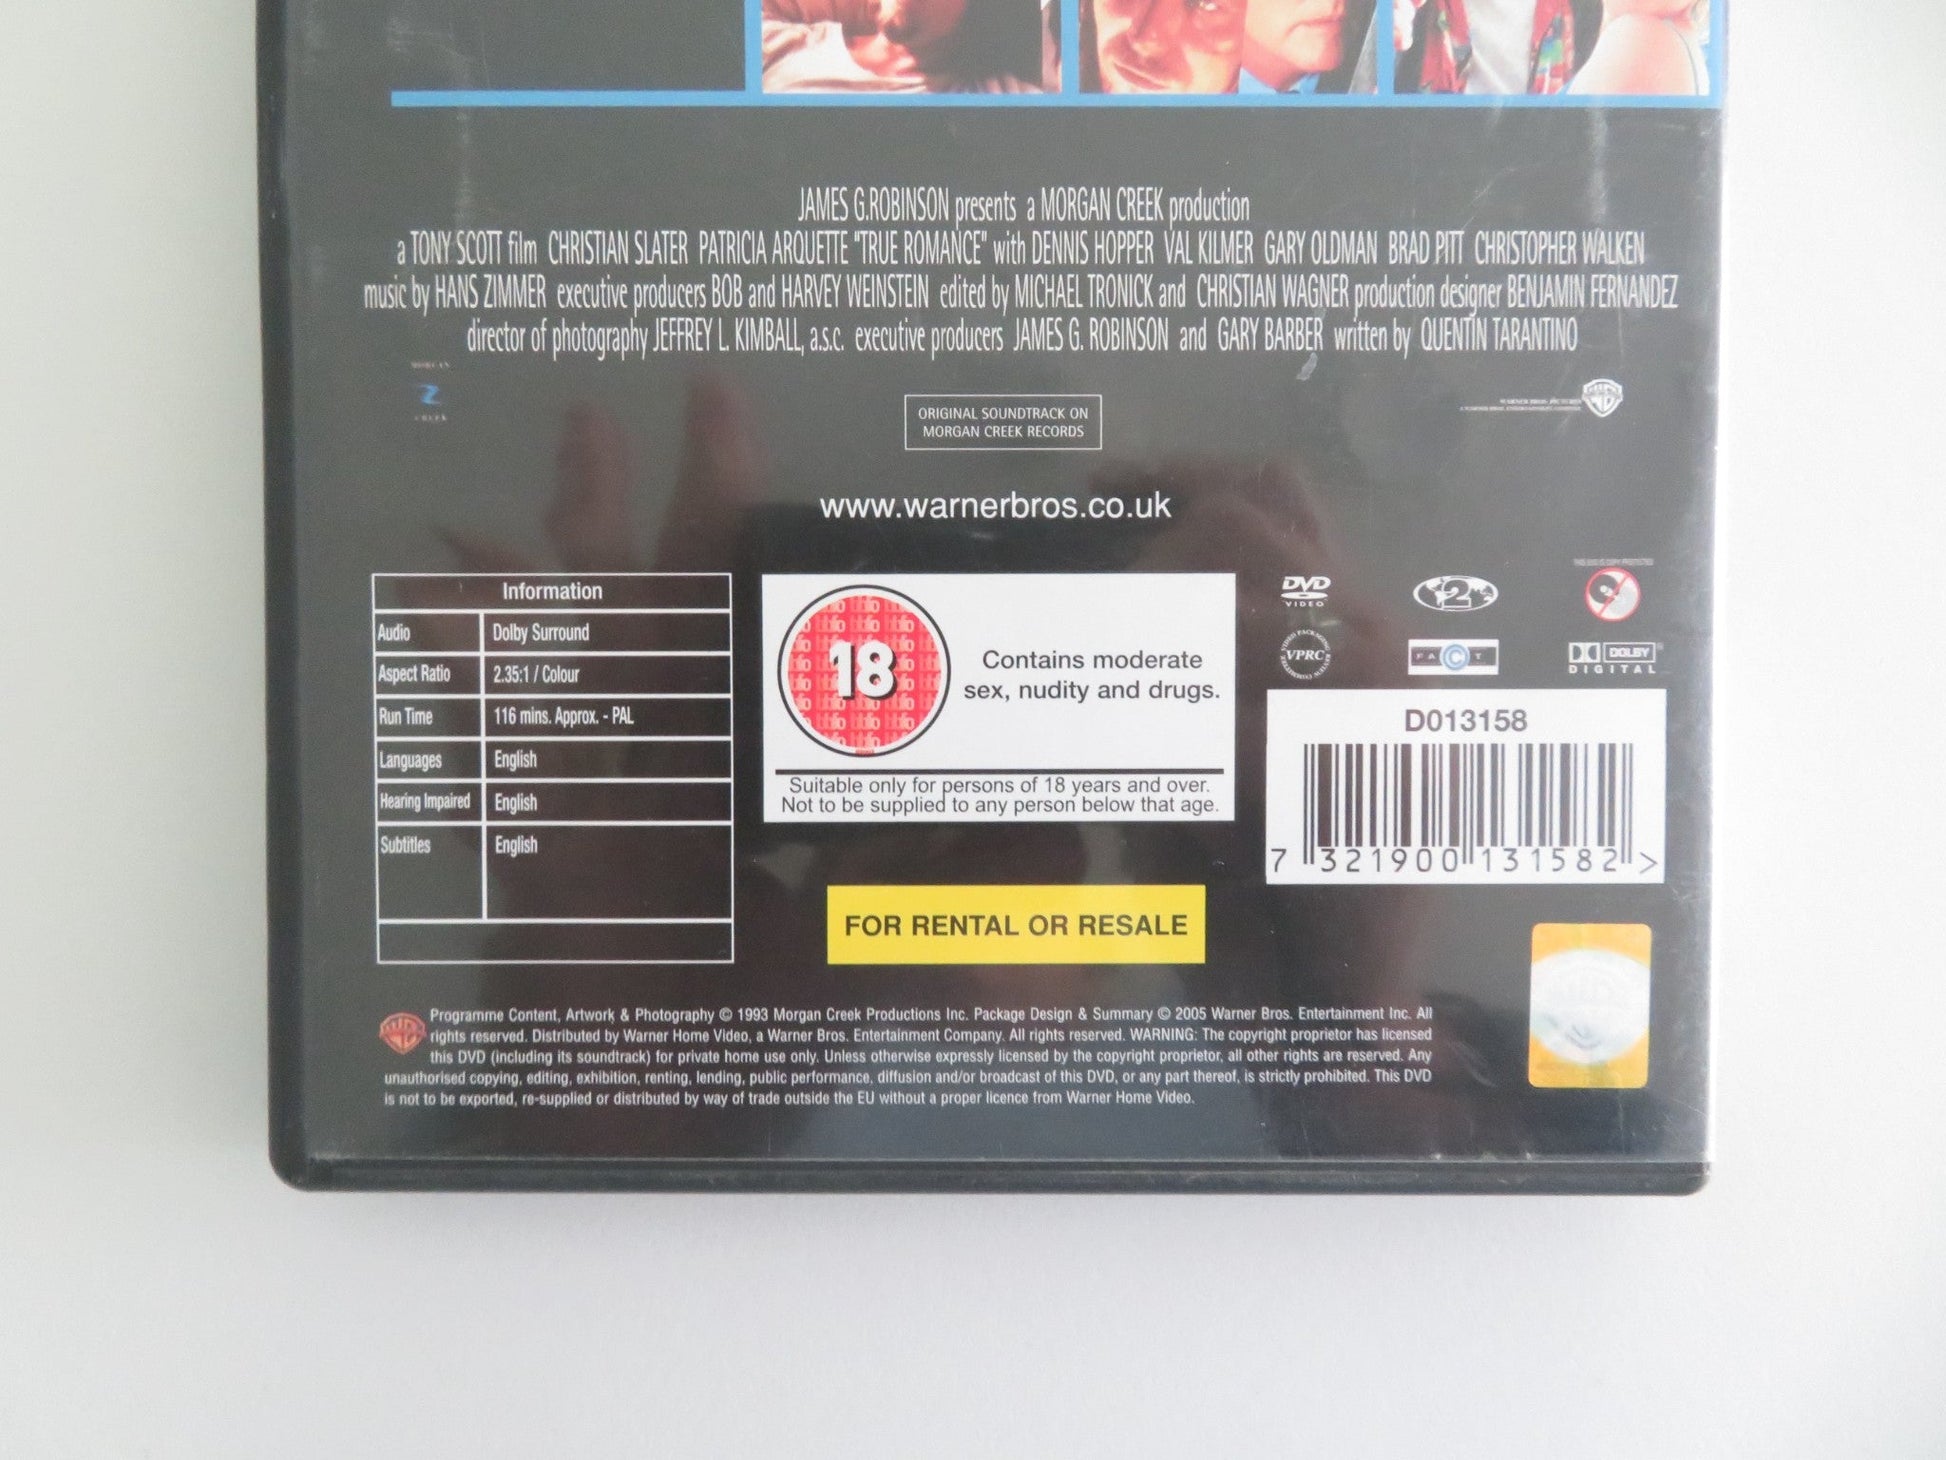 JAMES G.ROBINSON presents a MORGAN CREEK production
a TONY SCOTT film CHRISTIAN SLATER PATRICIA ARQUETTE "TRUE ROMANCE" with DENNIS HOPPER VAL KILMER GARY OLDMAN BRAD PITT CHRISTOPHER WALKEN
music by HANS ZIMMER executive producers BOB and HARVEY WEINSTEIN edited by MICHAEL TRONICK and CHRISTIAN WAGNER production designer BENJAMIN FERNANDEZ
director of photography JEFFREY L. KIMBALL, a.s.c. executive producers JAMES G. ROBINSON and GARY BARBER written by QUENTIN TARANTINO
MORGAN
CREEK
ORIGINAL SOUNDTRACK ON
MORGAN CREEK RECORDS
WARNER BROS. PICTURES
www.warnerbros.co.uk
Information
Audio Dolby Surround
Aspect Ratio 2.35:1 / Colour
Run Time 116 mins. Approx. - PAL
Languages English
Hearing Impaired English
Subtitles English
18
Contains moderate
sex, nudity and drugs.
Suitable only for persons of 18 years and over.
Not to be supplied to any person below that age.
FOR RENTAL OR RESALE
DVD
VIDEO
2
THIS DISC IS COPY PROTECTED
VPRC
FACT
DOLBY
DIGITAL
D013158
7 321900 131582 >
Programme Content, Artwork & Photography © 1993 Morgan Creek Productions Inc. Package Design & Summary © 2005 Warner Bros. Entertainment Inc. All
rights reserved. Distributed by Warner Home Video, a Warner Bros. Entertainment Company. All rights reserved. WARNING: The copyright proprietor has licensed
this DVD (including its soundtrack) for private home use only. Unless otherwise expressly licensed by the copyright proprietor, all other rights are reserved. Any
unauthorised copying, editing, exhibition, renting, lending, public performance, diffusion and/or broadcast of this DVD, or any part thereof, is strictly prohibited. This DVD
is not to be exported, re-supplied or distributed by way of trade outside the EU without a proper licence from Warner Home Video.